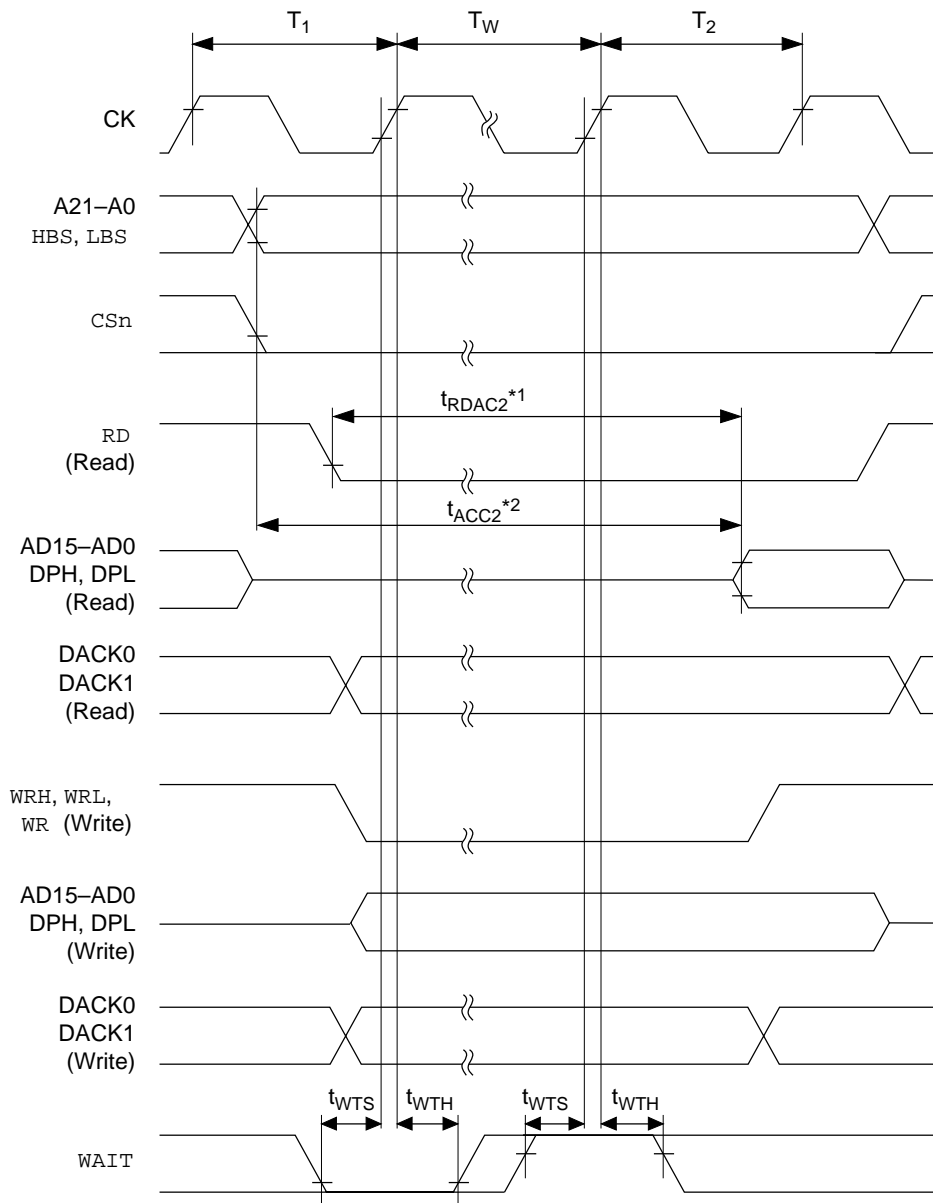 T1 TW T2
CK
A21–A0
HBS, LBS
CSn
tRDAC2*1
RD
(Read)
tACC2*2
AD15–AD0
DPH, DPL
(Read)
DACK0
DACK1
(Read)
WRH, WRL,
WR (Write)
AD15–AD0
DPH, DPL
(Write)
DACK0
DACK1
(Write)
tWTS tWTH tWTS tWTH
WAIT